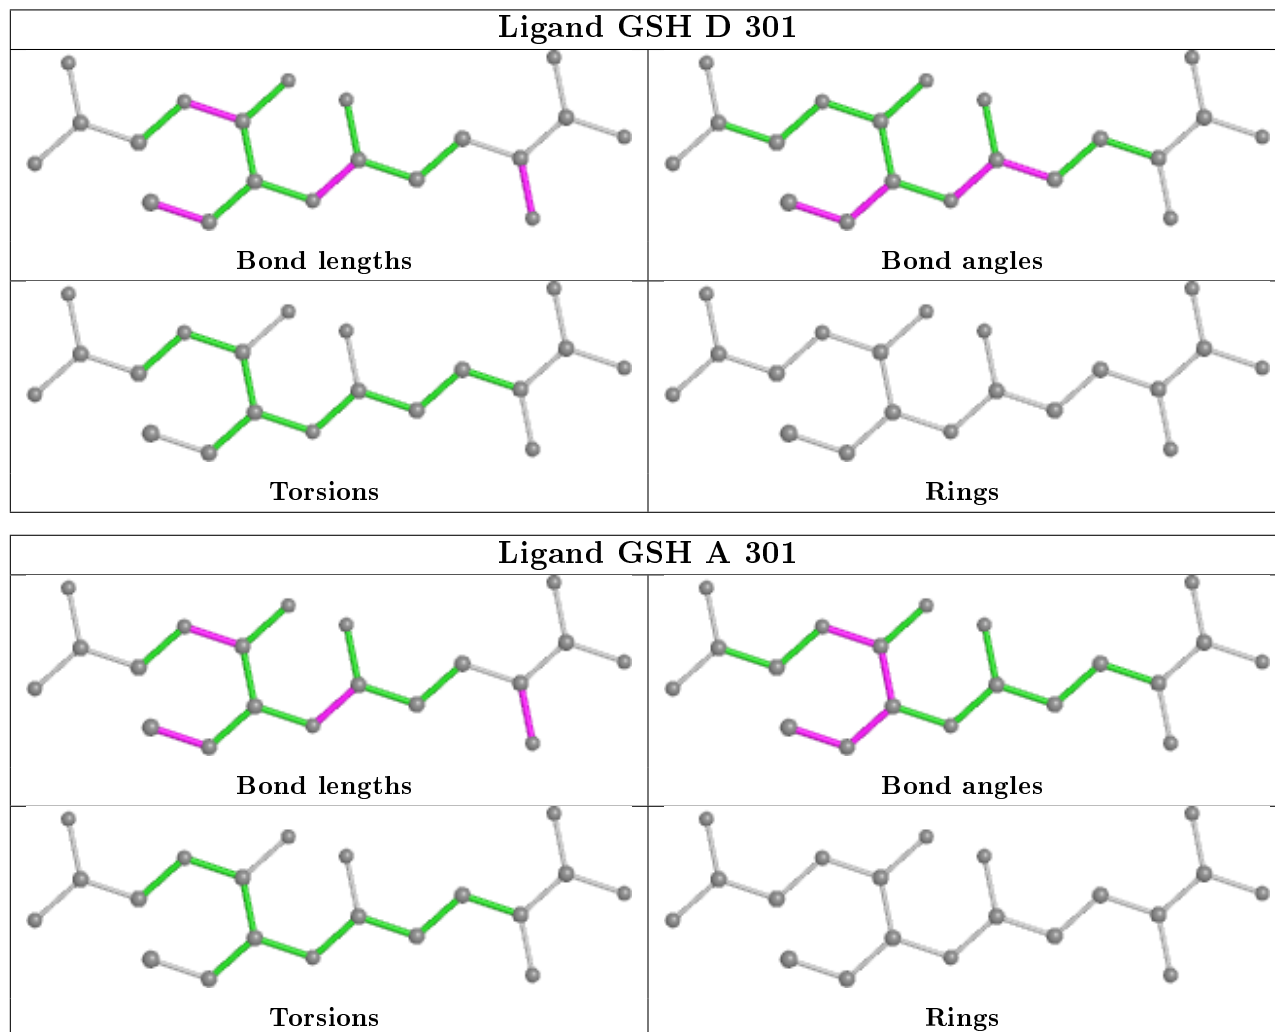 Ligand GSH D 301
Bond lengths
Bond angles
Torsions
Rings
Ligand GSH A 301
Bond lengths
Bond angles
Torsions
Rings